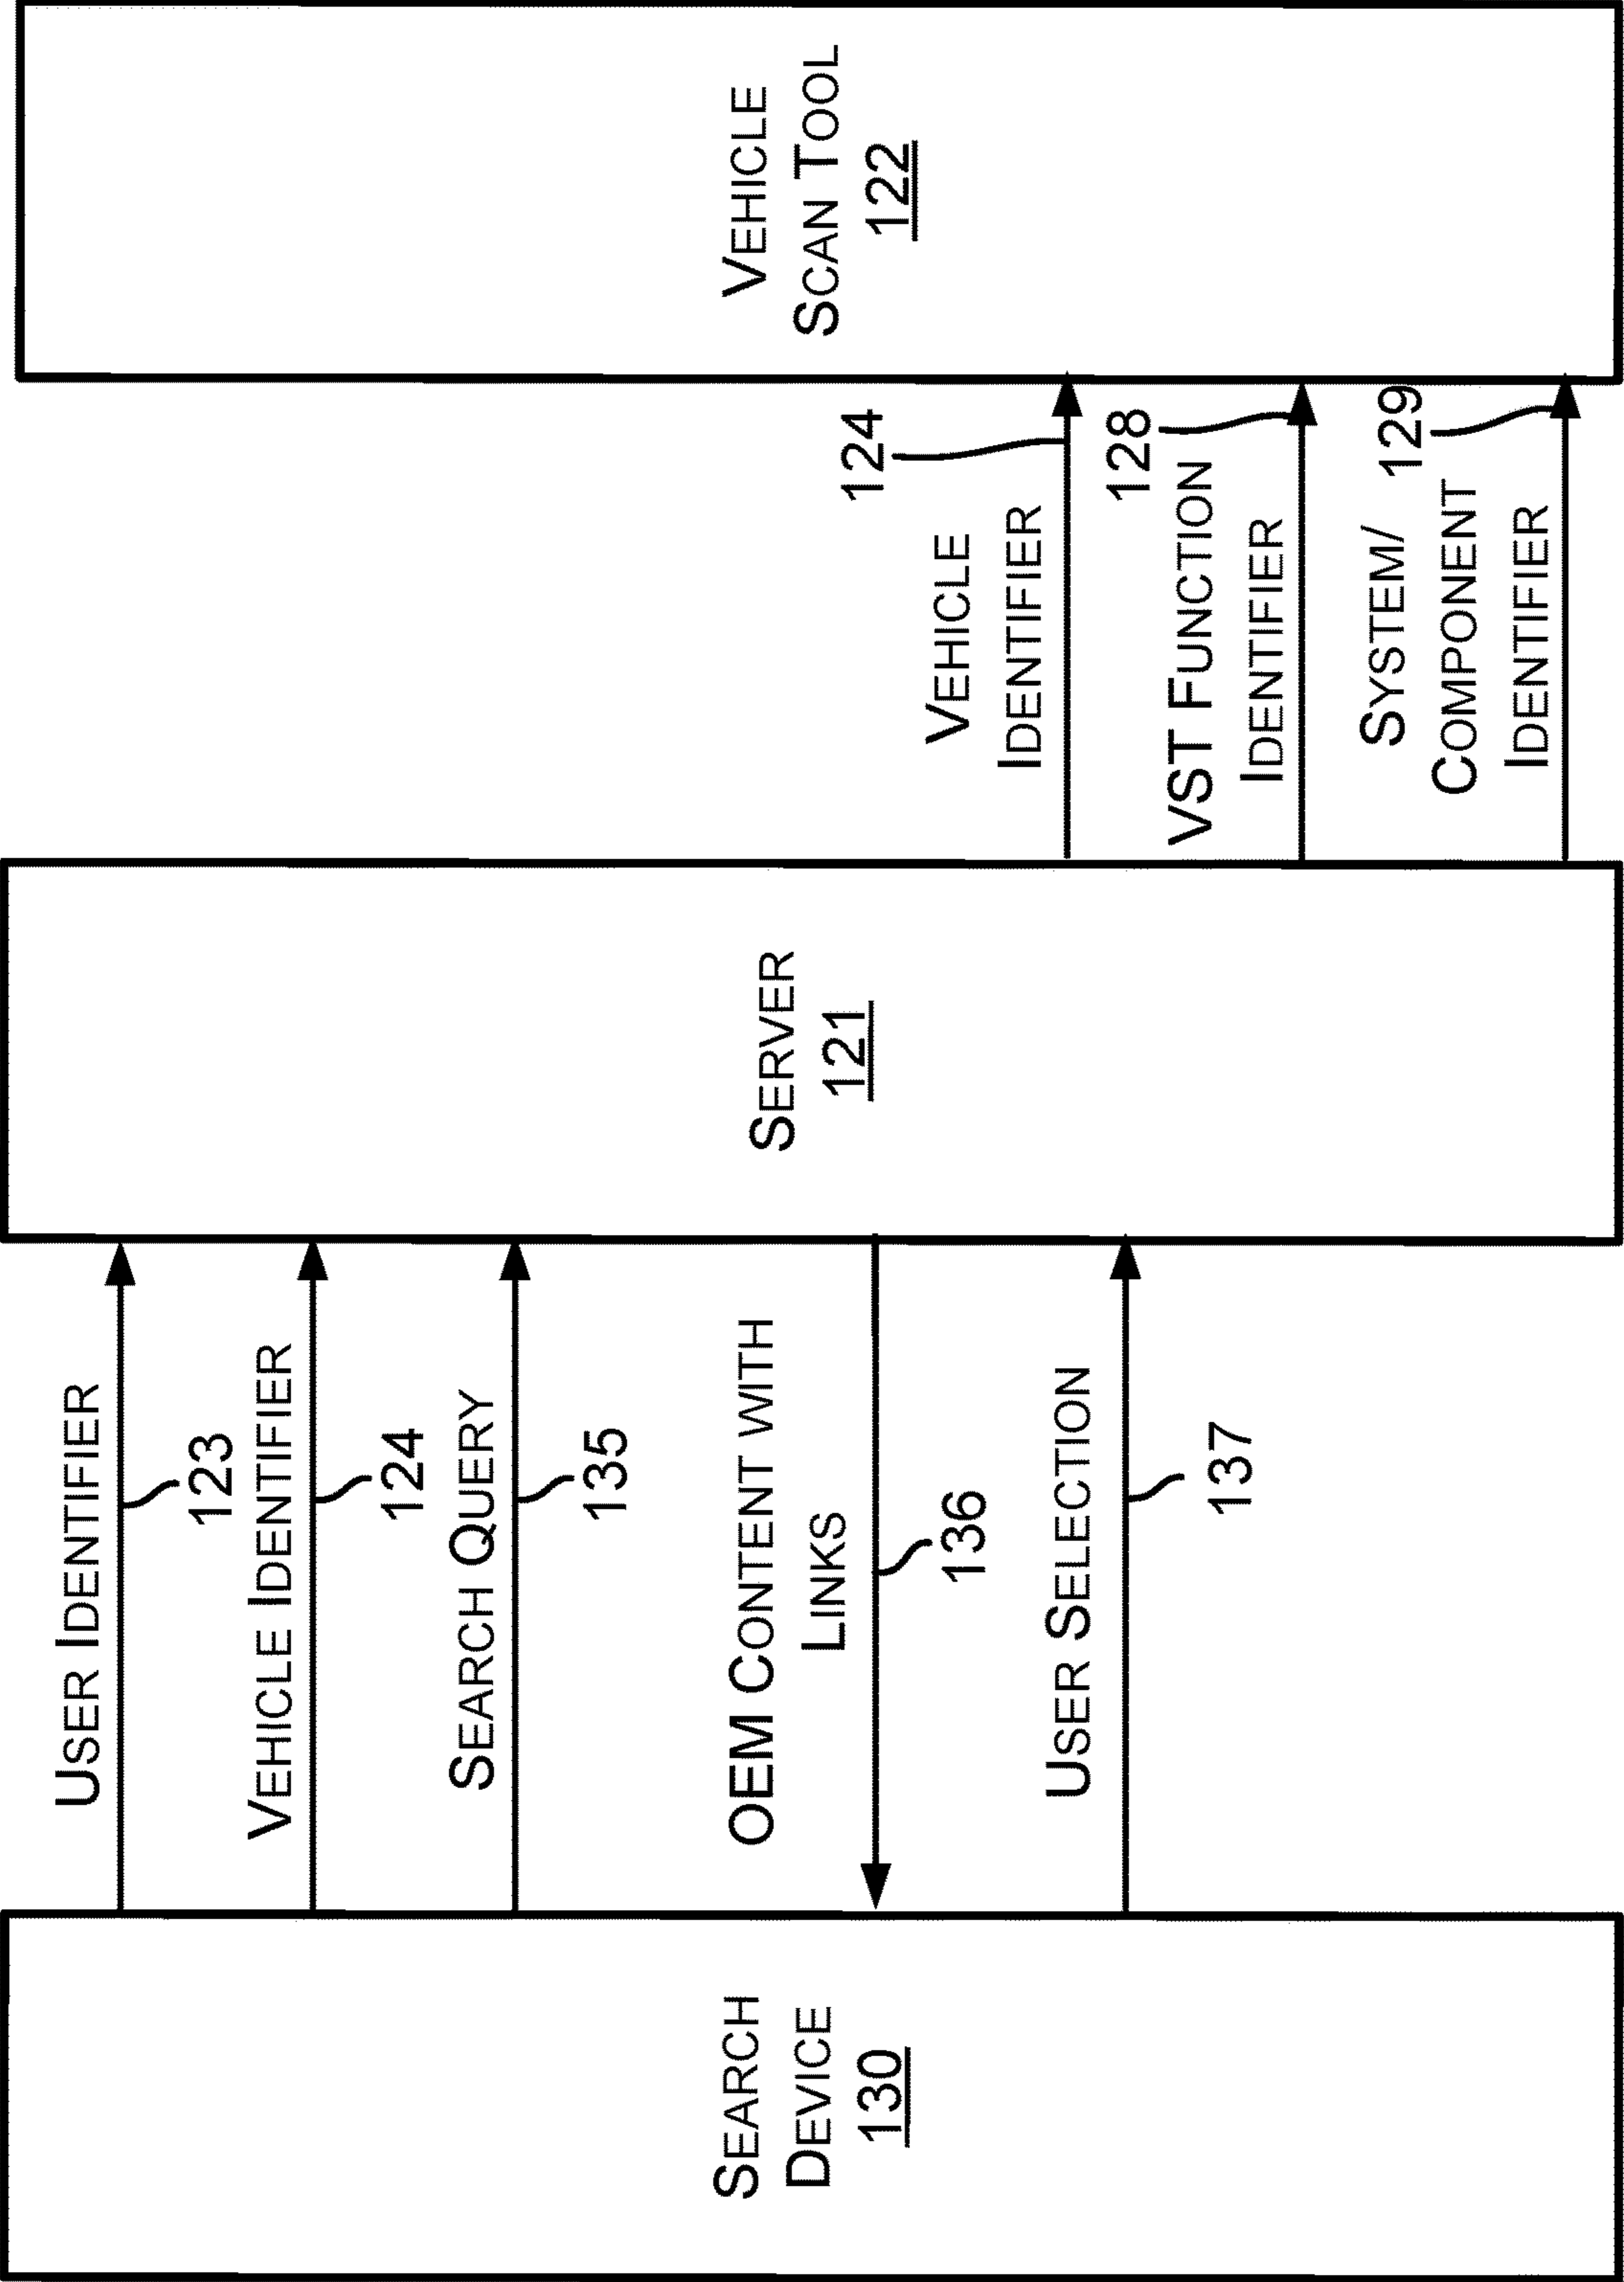 SEARCH
DEVICE
130
USER IDENTIFIER
123
VEHICLE IDENTIFIER
124
SEARCH QUERY
135
OEM CONTENT WITH
LINKS
136
USER SELECTION
137
SERVER
121
VEHICLE
IDENTIFIER
124
VST FUNCTION
IDENTIFIER
128
SYSTEM/
COMPONENT
IDENTIFIER
129
VEHICLE
SCAN TOOL
122